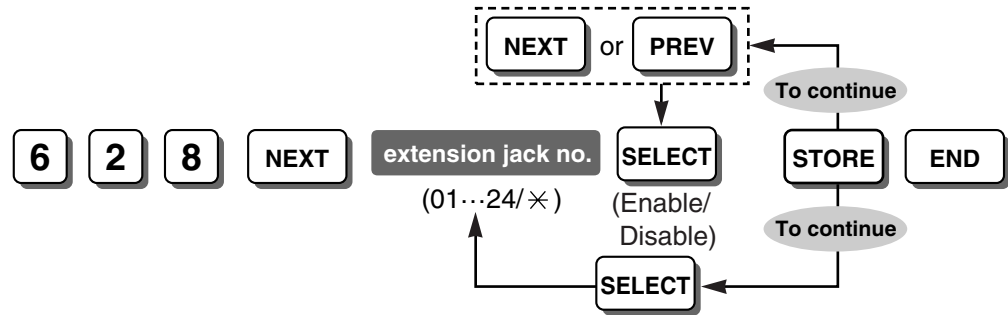 NEXT or PREV
To continue
6 2 8 NEXT extension jack no. SELECT STORE END
(01···24/✳)
(Enable/
Disable)
To continue
SELECT